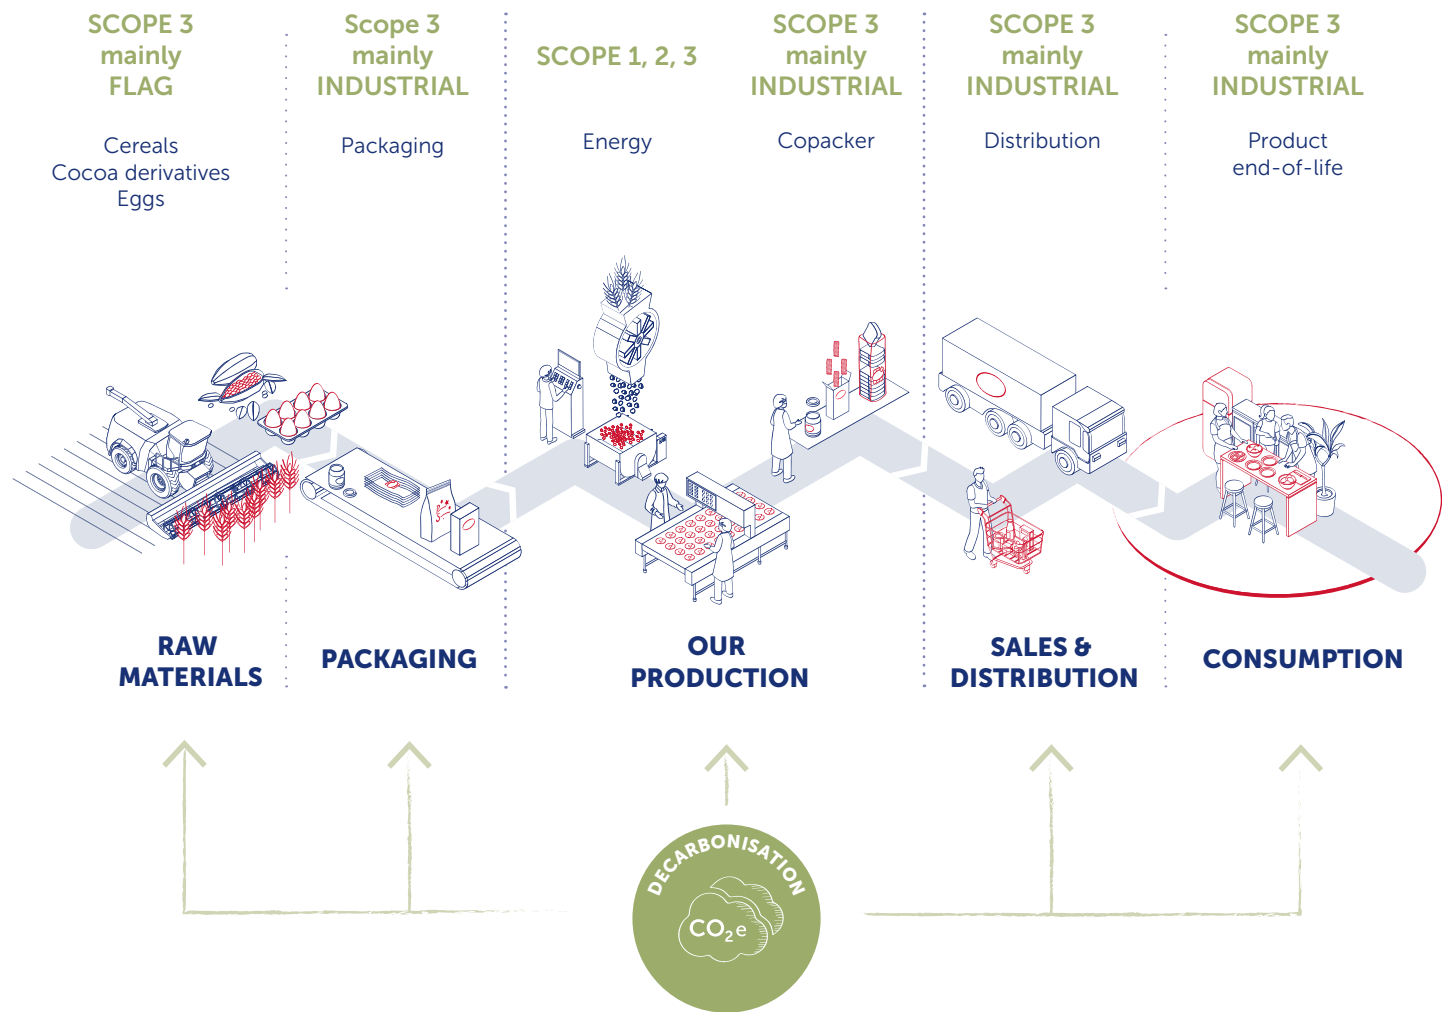 SCOPE 3
mainly
FLAG
Cereals
Cocoa derivatives
Eggs
Scope 3
mainly
INDUSTRIAL
Packaging
SCOPE 1, 2, 3
Energy
SCOPE 3
mainly
INDUSTRIAL
Copacker
SCOPE 3
mainly
INDUSTRIAL
Distribution
SCOPE 3
mainly
INDUSTRIAL
Product
end-of-life
RAW
MATERIALS
PACKAGING
OUR
PRODUCTION
SALES &
DISTRIBUTION
CONSUMPTION
DECARBONISATION
CO₂e